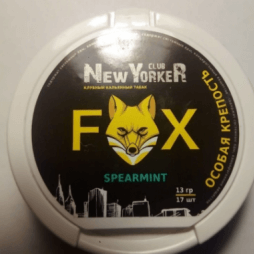 CLUB
NEW YORKER
КЛУБНЫЙ КАЛЬЯННЫЙ ТАБАК
FOX
SPEARMINT
13 гр
17 шт
ОСОБАЯ КРЕПОСТЬ